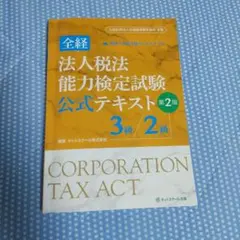 全経
法人税法
能力検定試験
公式テキスト 第2版
3級/2級
CORPORATION
TAX ACT